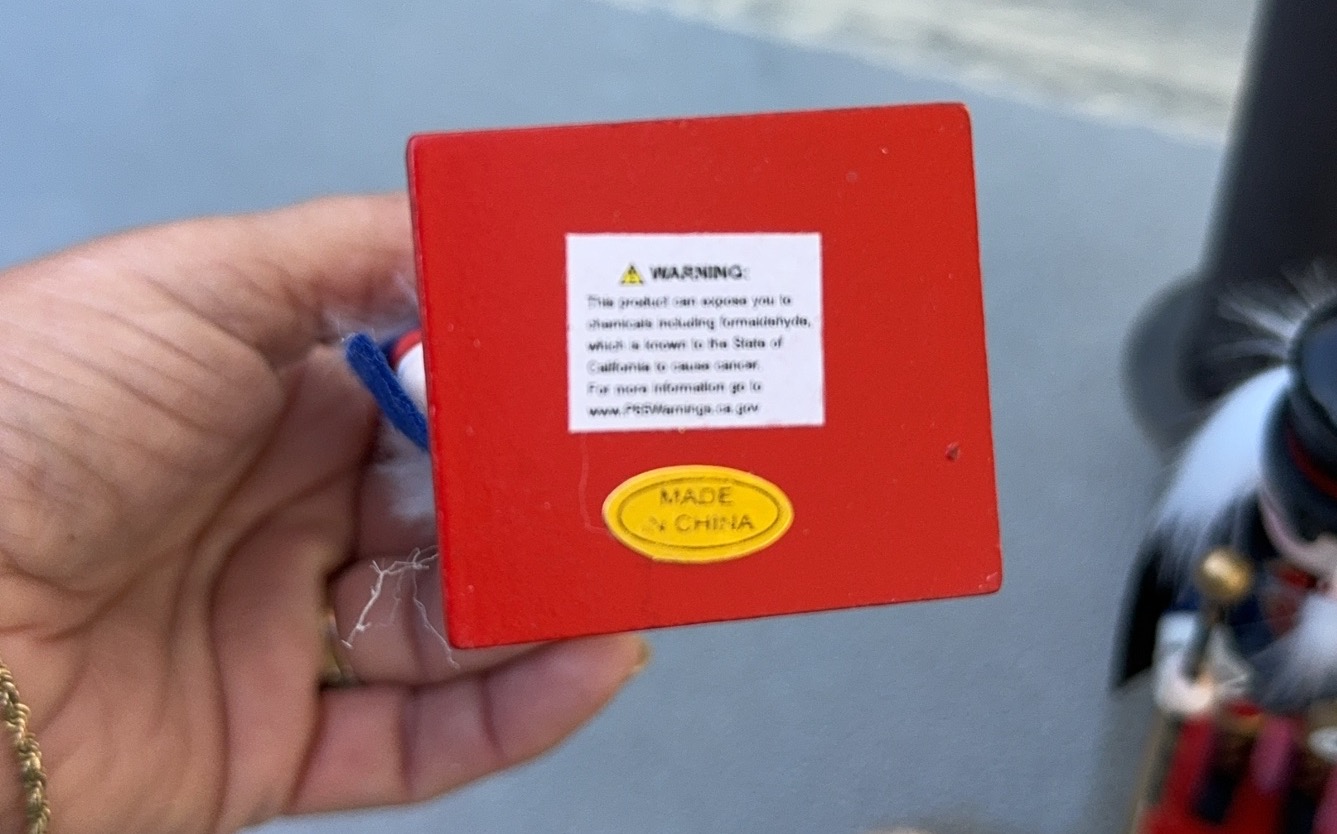 WARNING:
This product can expose you to
chemicals including formaldehyde,
which is known to the State of
California to cause cancer.
For more information go to
www.P65Warnings.ca.gov
MADE
IN CHINA